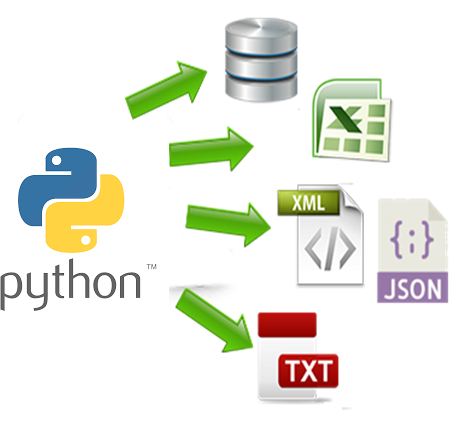 XML
{;}
</>
python™
JSON
TXT